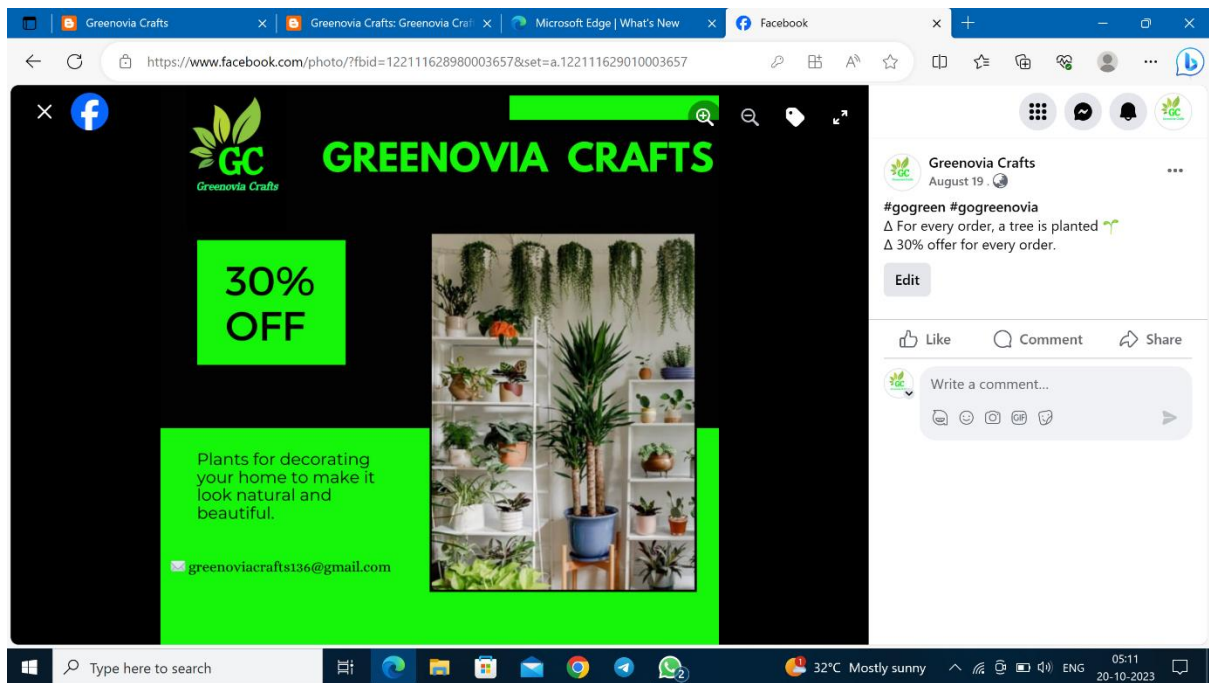 Greenovia Crafts
Greenovia Crafts: Greenovia Craf
Microsoft Edge | What's New
Facebook
https://www.facebook.com/photo/?fbid=122111628980003657&set=a.122111629010003657
GC
Greenovia Crafts
GREENOVIA CRAFTS
30%
OFF
Plants for decorating
your home to make it
look natural and
beautiful.
greenoviacrafts136@gmail.com
Greenovia Crafts
August 19 .
#gogreen #gogreenovia
Δ For every order, a tree is planted 🌱
Δ 30% offer for every order.
Edit
Like
Comment
Share
Write a comment...
GIF
Type here to search
2
32°C Mostly sunny
ENG
05:11
20-10-2023